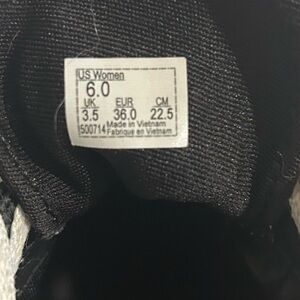 US Women
6.0
UK EUR CM
3.5 36.0 22.5
500714 Made in Vietnam
Fabriqué en Vietnam